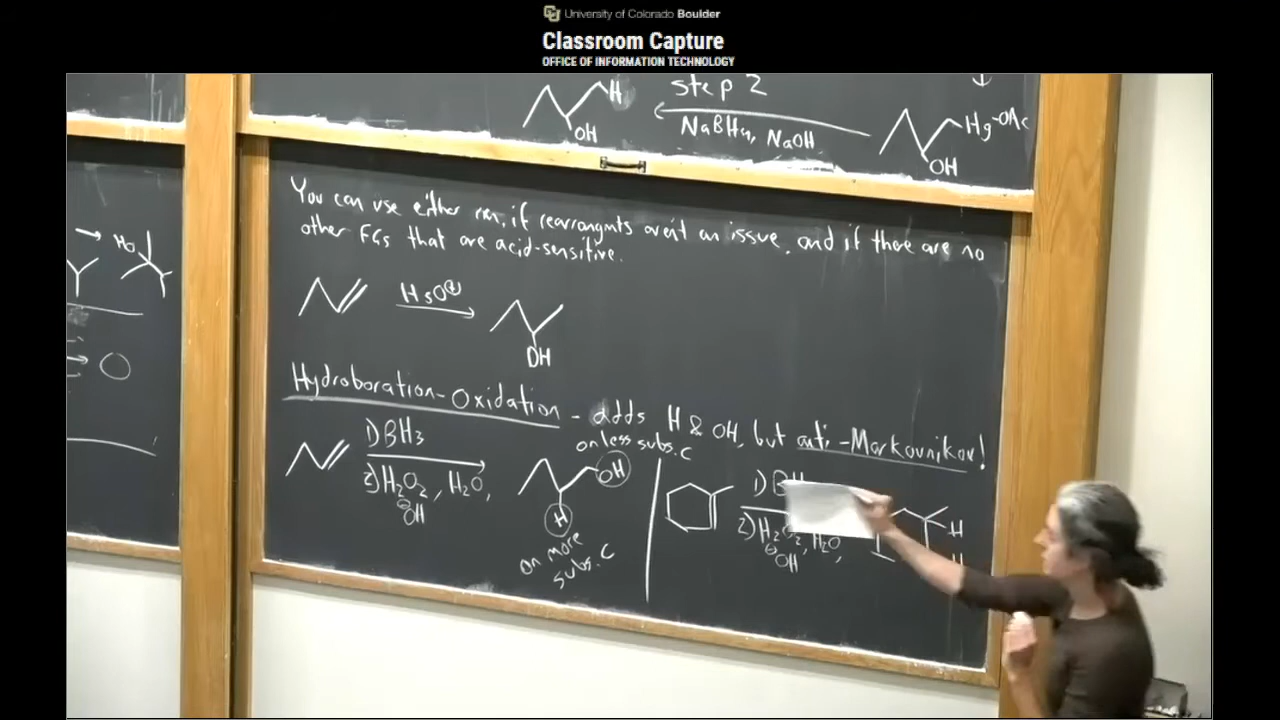 University of Colorado Boulder
Classroom Capture
OFFICE OF INFORMATION TECHNOLOGY
H
OH
step 2
NaBH4, NaOH
Hg-OAc
OH
You can use either rxn, if rearrangmts aren't an issue, and if there are no
other FGs that are acid-sensitive.
HO
H3O⊕
OH
Hydroboration-Oxidation - adds H & OH, but anti-Markovnikov!
1) BH3
2) H2O2, H2O,
⊖OH
on less subs. C
OH
H
on more
subs. C
1) BH
2) H2O2, H2O,
⊖OH
H
H